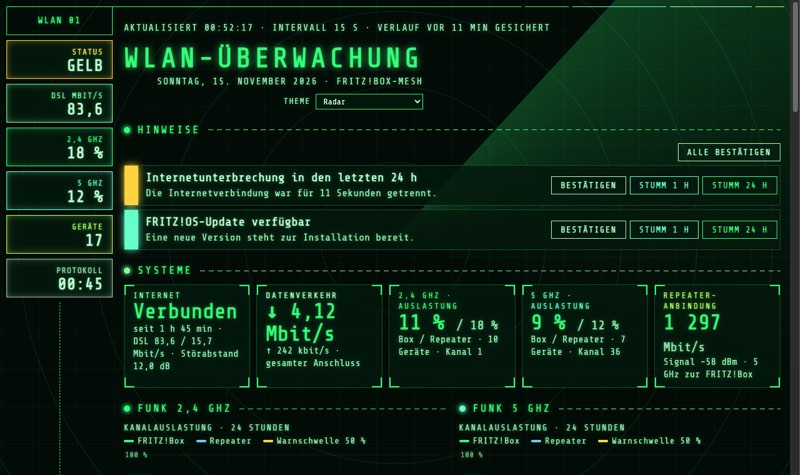 WLAN 01
STATUS
GELB
DSL MBIT/S
83,6
2,4 GHZ
18 %
5 GHZ
12 %
GERÄTE
17
PROTOKOLL
00:45
AKTUALISIERT 00:52:17 · INTERVALL 15 S · VERLAUF VOR 11 MIN GESICHERT
WLAN-ÜBERWACHUNG
SONNTAG, 15. NOVEMBER 2026 · FRITZ!BOX-MESH
THEME Radar
HINWEISE
ALLE BESTÄTIGEN
Internetunterbrechung in den letzten 24 h
Die Internetverbindung war für 11 Sekunden getrennt.
BESTÄTIGEN STUMM 1 H STUMM 24 H
FRITZ!OS-Update verfügbar
Eine neue Version steht zur Installation bereit.
BESTÄTIGEN STUMM 1 H STUMM 24 H
SYSTEME
INTERNET
Verbunden
seit 1 h 45 min ·
DSL 83,6 / 15,7
Mbit/s · Störabstand
12,0 dB
DATENVERKEHR
↓ 4,12
Mbit/s
↑ 242 kbit/s ·
gesamter Anschluss
2,4 GHZ ·
AUSLASTUNG
11 % / 18 %
Box / Repeater · 10
Geräte · Kanal 1
5 GHZ ·
AUSLASTUNG
9 % / 12 %
Box / Repeater · 7
Geräte · Kanal 36
REPEATER-
ANBINDUNG
1 297
Mbit/s
Signal -58 dBm · 5
GHz zur FRITZ!Box
FUNK 2,4 GHZ
KANALAUSLASTUNG · 24 STUNDEN
FRITZ!Box Repeater Warnschwelle 50 %
100 %
FUNK 5 GHZ
KANALAUSLASTUNG · 24 STUNDEN
FRITZ!Box Repeater Warnschwelle 50 %
100 %